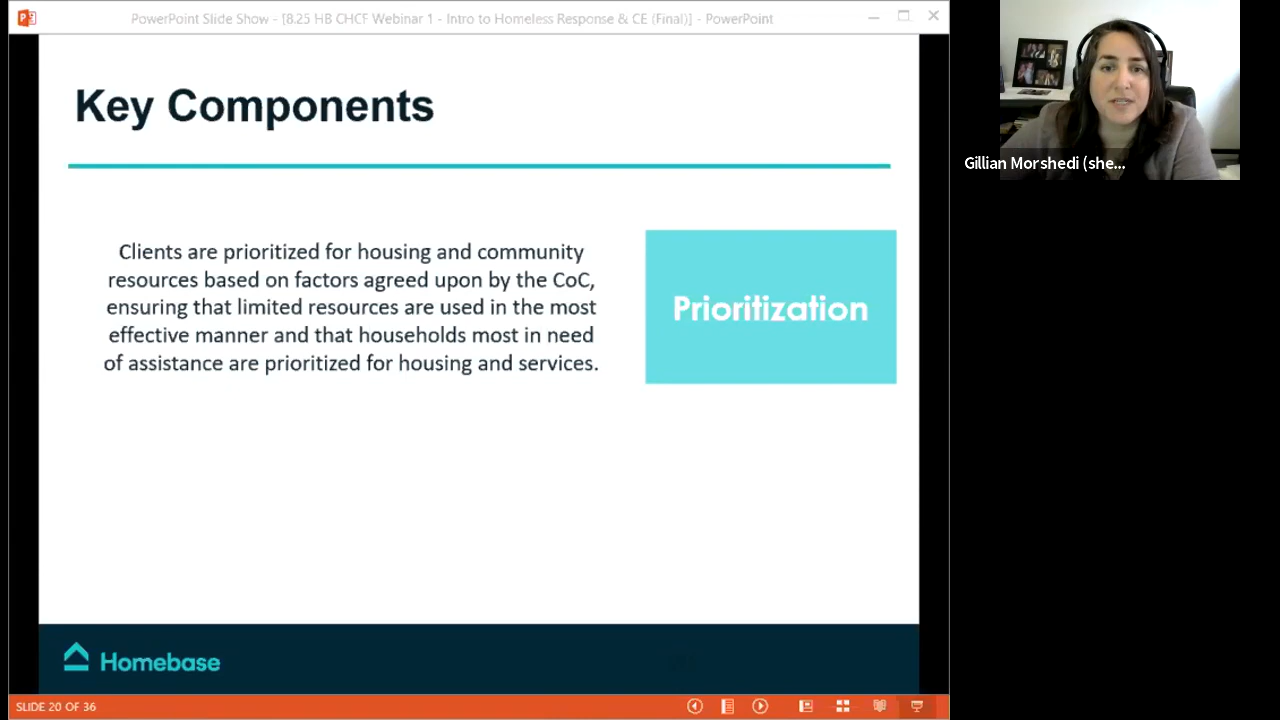 PowerPoint Slide Show - [8.25 HB CHCF Webinar 1 - Intro to Homeless Response & CE (Final)] - PowerPoint
Gillian Morshedi (she...
Key Components
Clients are prioritized for housing and community
resources based on factors agreed upon by the CoC,
ensuring that limited resources are used in the most
effective manner and that households most in need
of assistance are prioritized for housing and services.
Prioritization
Homebase
SLIDE 20 OF 36